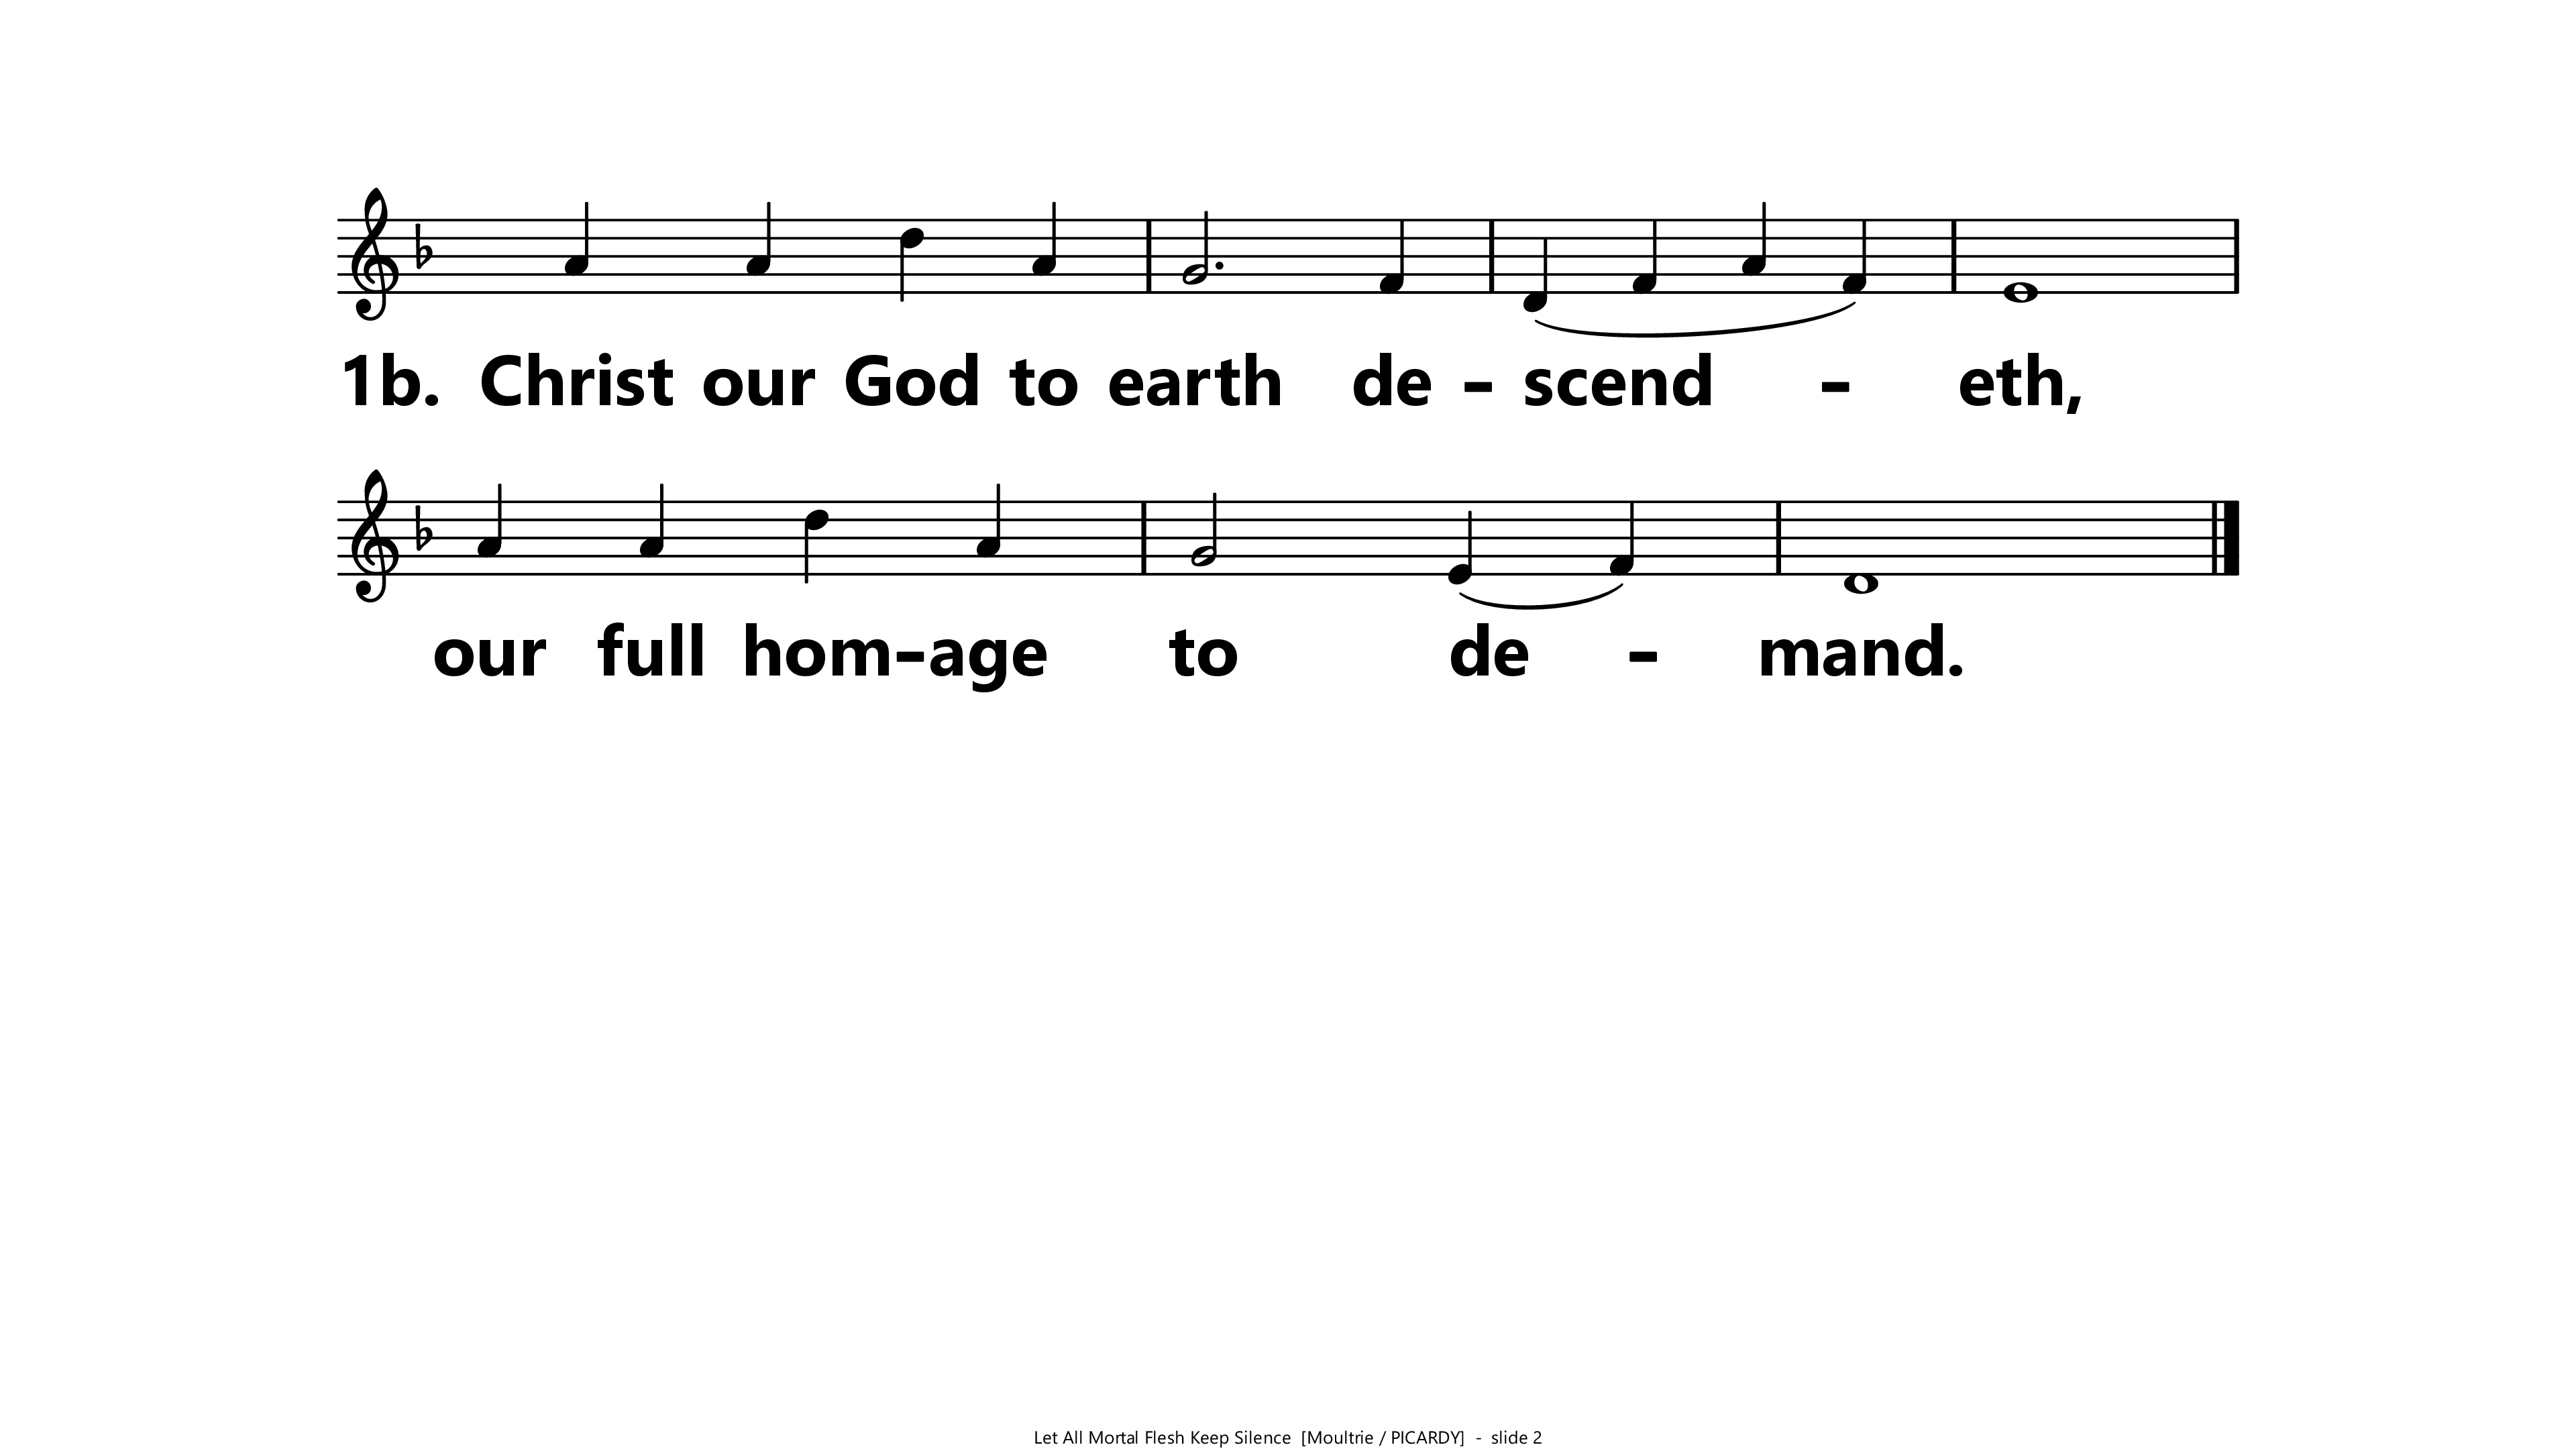 1b. Christ our God to earth de - scend - eth,
our full hom-age to de - mand.
Let All Mortal Flesh Keep Silence [Moultrie / PICARDY] - slide 2